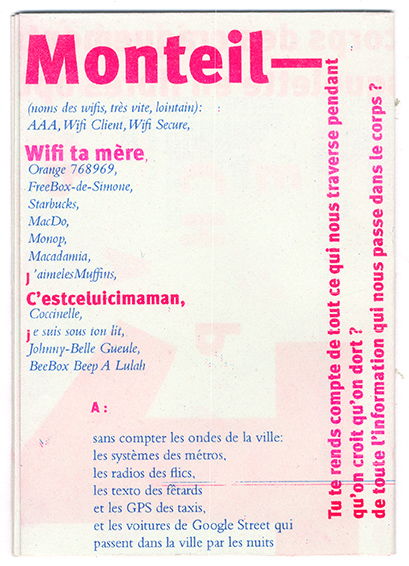 Monteil—
(noms des wifis, très vite, lointain):
AAA, Wifi Client, Wifi Secure,
Wifi ta mère,
Orange 768969,
FreeBox-de-Simone,
Starbucks,
MacDo,
Monop,
Macadamia,
j 'aimelesMuffins,
C'estceluicimaman,
Coccinelle,
je suis sous ton lit,
Johnny-Belle Gueule,
BeeBox Beep A Lulah
A :
sans compter les ondes de la ville:
les systèmes des métros,
les radios des flics,
les texto des fêtards
et les GPS des taxis,
et les voitures de Google Street qui
passent dans la ville par les nuits
Tu te rends compte de tout ce qui nous traverse pendant
qu'on croit qu'on dort ?
de toute l'information qui nous passe dans le corps ?